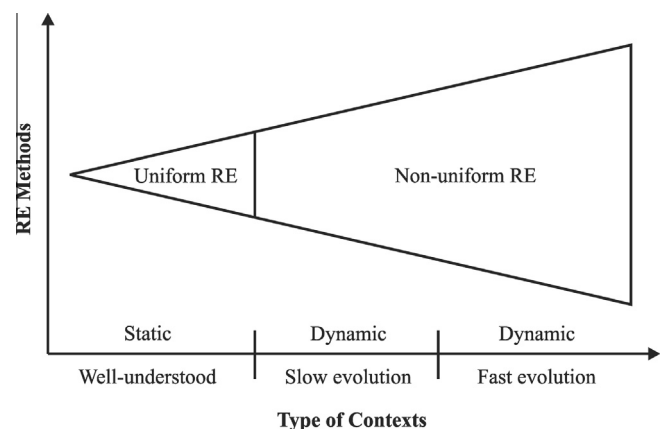 RE Methods
Uniform RE
Non-uniform RE
Static
Dynamic
Dynamic
Well-understood
Slow evolution
Fast evolution
Type of Contexts